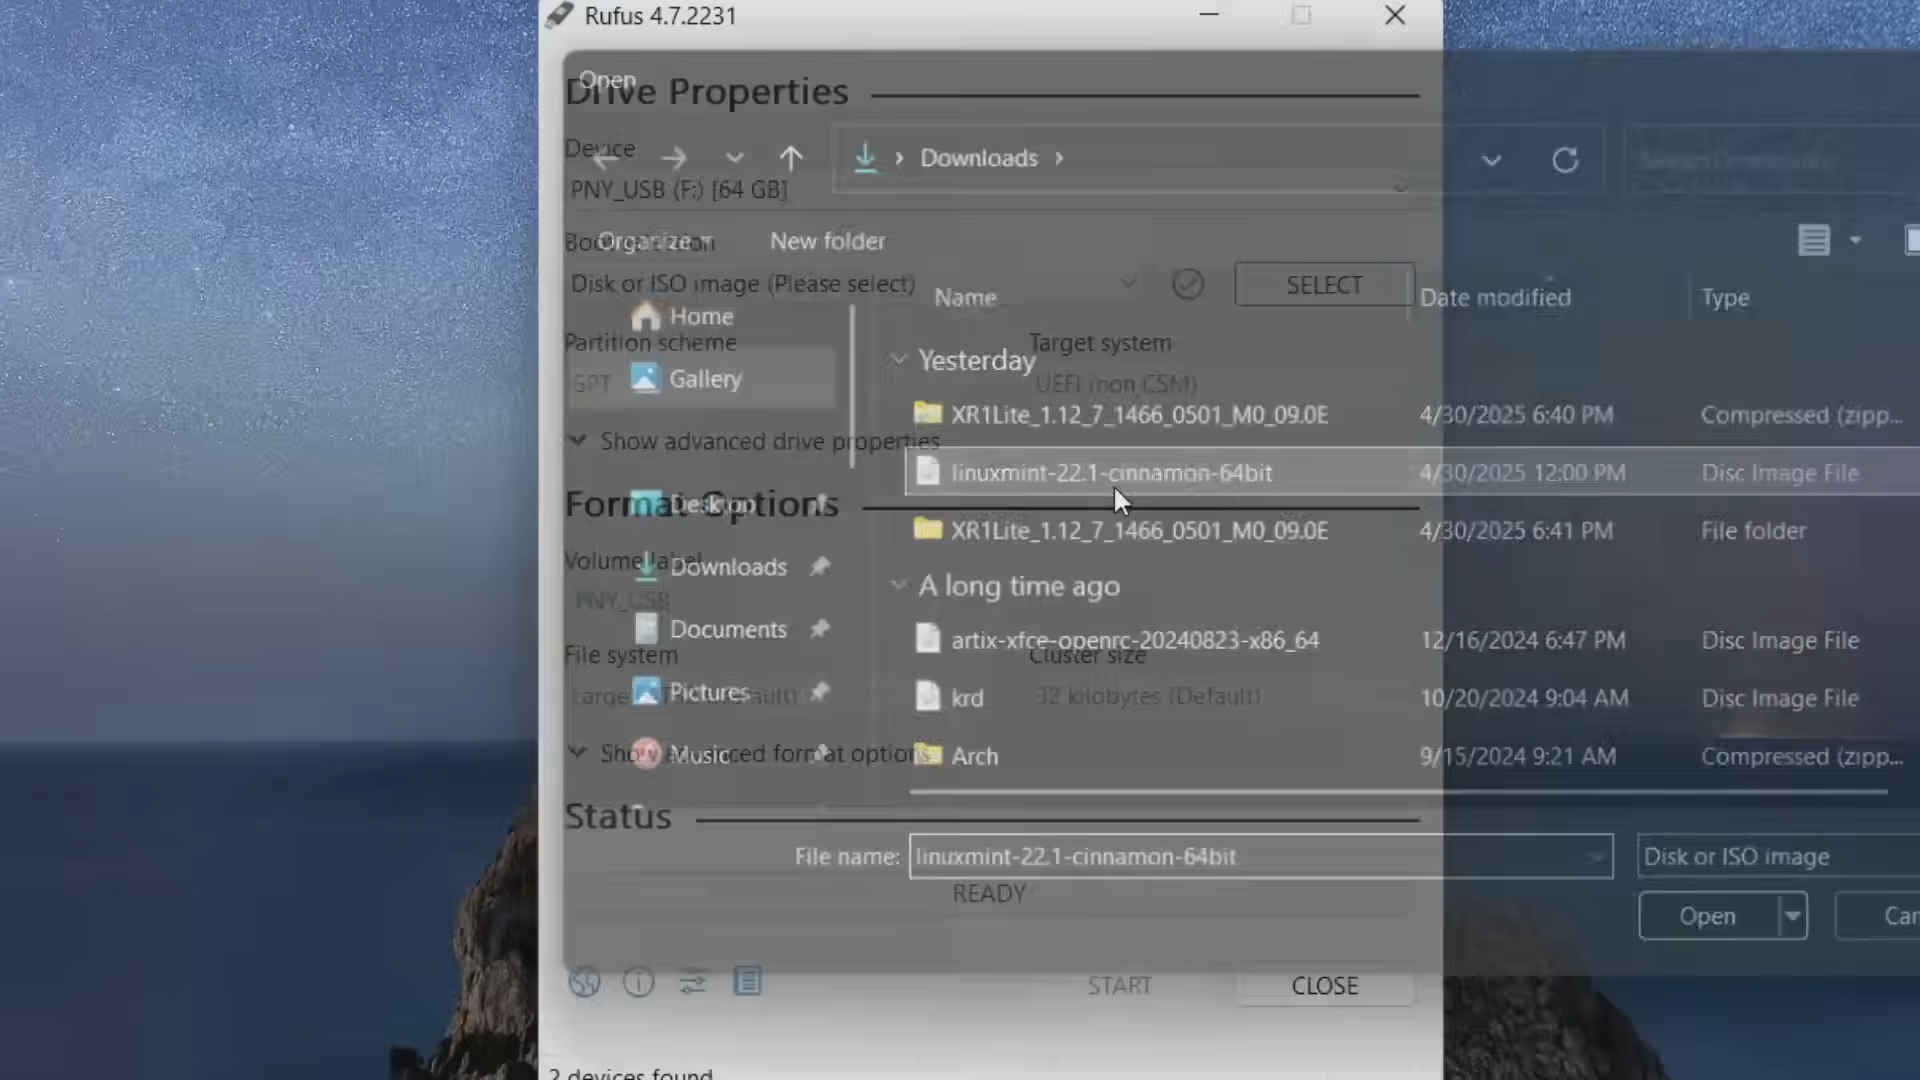 Rufus 4.7.2231
Open
Drive Properties
Device
Downloads
PNY_USB (F:) [64 GB]
Organize
New folder
Disk or ISO image (Please select)
SELECT
Name
Date modified
Type
Home
Partition scheme
Target system
Yesterday
GPT
Gallery
UEFI (non CSM)
XR1Lite_1.12_7_1466_0501_M0_09.0E
4/30/2025 6:40 PM
Compressed (zipp...
Show advanced drive properties
linuxmint-22.1-cinnamon-64bit
4/30/2025 12:00 PM
Disc Image File
Format Options
Desktop
XR1Lite_1.12_7_1466_0501_M0_09.0E
4/30/2025 6:41 PM
File folder
Volume label
Downloads
A long time ago
PNY_USB
Documents
artix-xfce-openrc-20240823-x86_64
12/16/2024 6:47 PM
Disc Image File
File system
Cluster size
Pictures
krd
32 kilobytes (Default)
10/20/2024 9:04 AM
Disc Image File
Show advanced format options
Music
Arch
9/15/2024 9:21 AM
Compressed (zipp...
Status
File name:
linuxmint-22.1-cinnamon-64bit
Disk or ISO image
READY
Open
Can
START
CLOSE
2 devices found